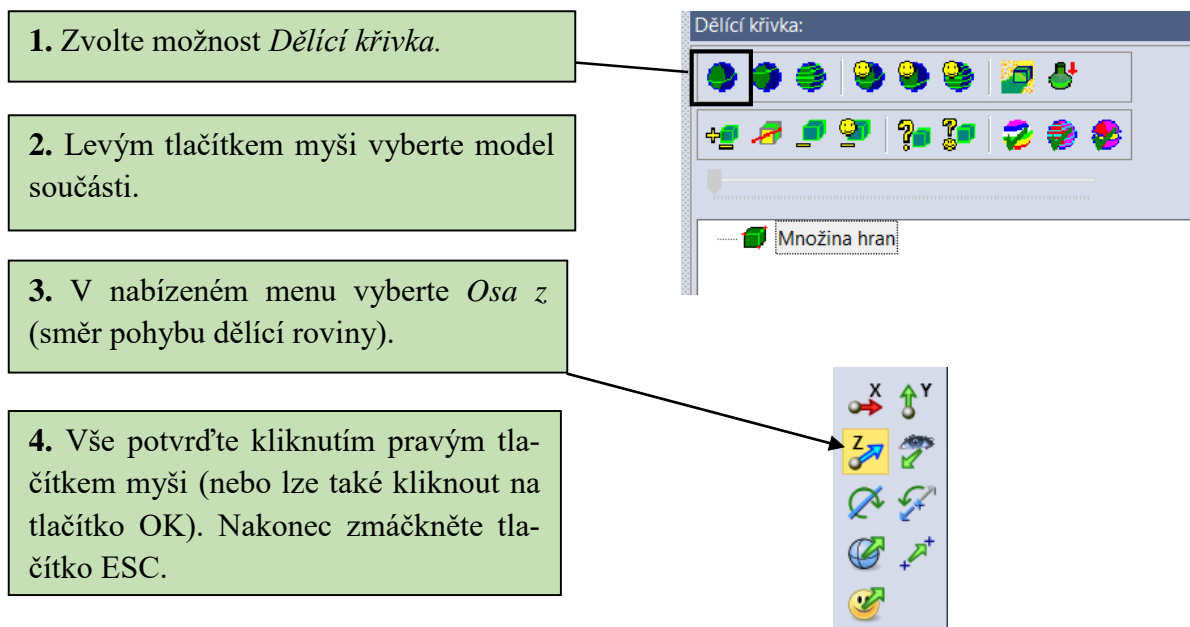 1. Zvolte možnost Dělící křivka.
2. Levým tlačítkem myši vyberte model
součásti.
3. V nabízeném menu vyberte Osa z
(směr pohybu dělící roviny).
4. Vše potvrďte kliknutím pravým tla-
čítkem myši (nebo lze také kliknout na
tlačítko OK). Nakonec zmáčkněte tla-
čítko ESC.
Dělící křivka:
Množina hran
X Y
Z